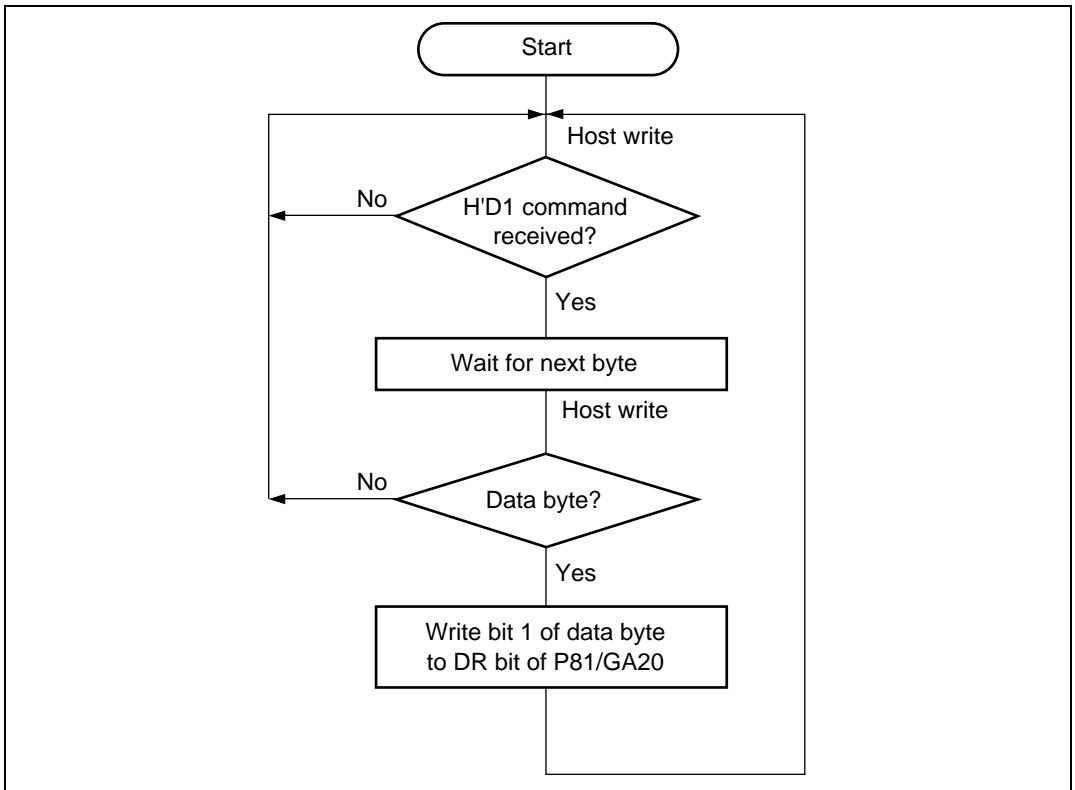 Start
Host write
No
H'D1 command
received?
Yes
Wait for next byte
Host write
No
Data byte?
Yes
Write bit 1 of data byte
to DR bit of P81/GA20